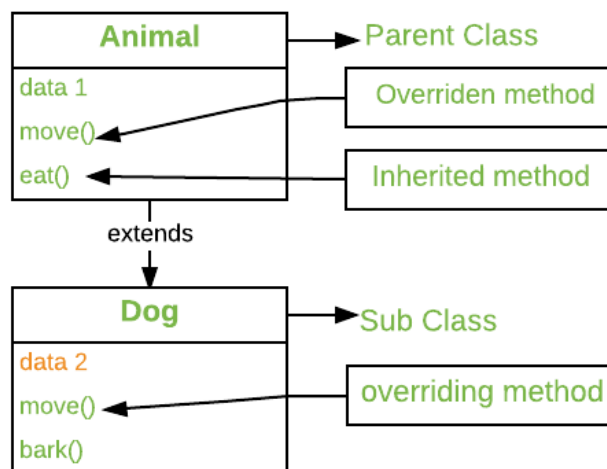 Animal
Parent Class
data 1
Overriden method
move()
eat()
Inherited method
extends
Dog
Sub Class
data 2
move()
overriding method
bark()